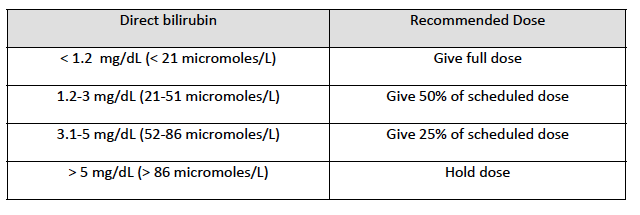 Direct bilirubin Recommended Dose
< 1.2 mg/dL (< 21 micromoles/L) Give full dose
1.2-3 mg/dL (21-51 micromoles/L) Give 50% of scheduled dose
3.1-5 mg/dL (52-86 micromoles/L) Give 25% of scheduled dose
> 5 mg/dL (> 86 micromoles/L) Hold dose